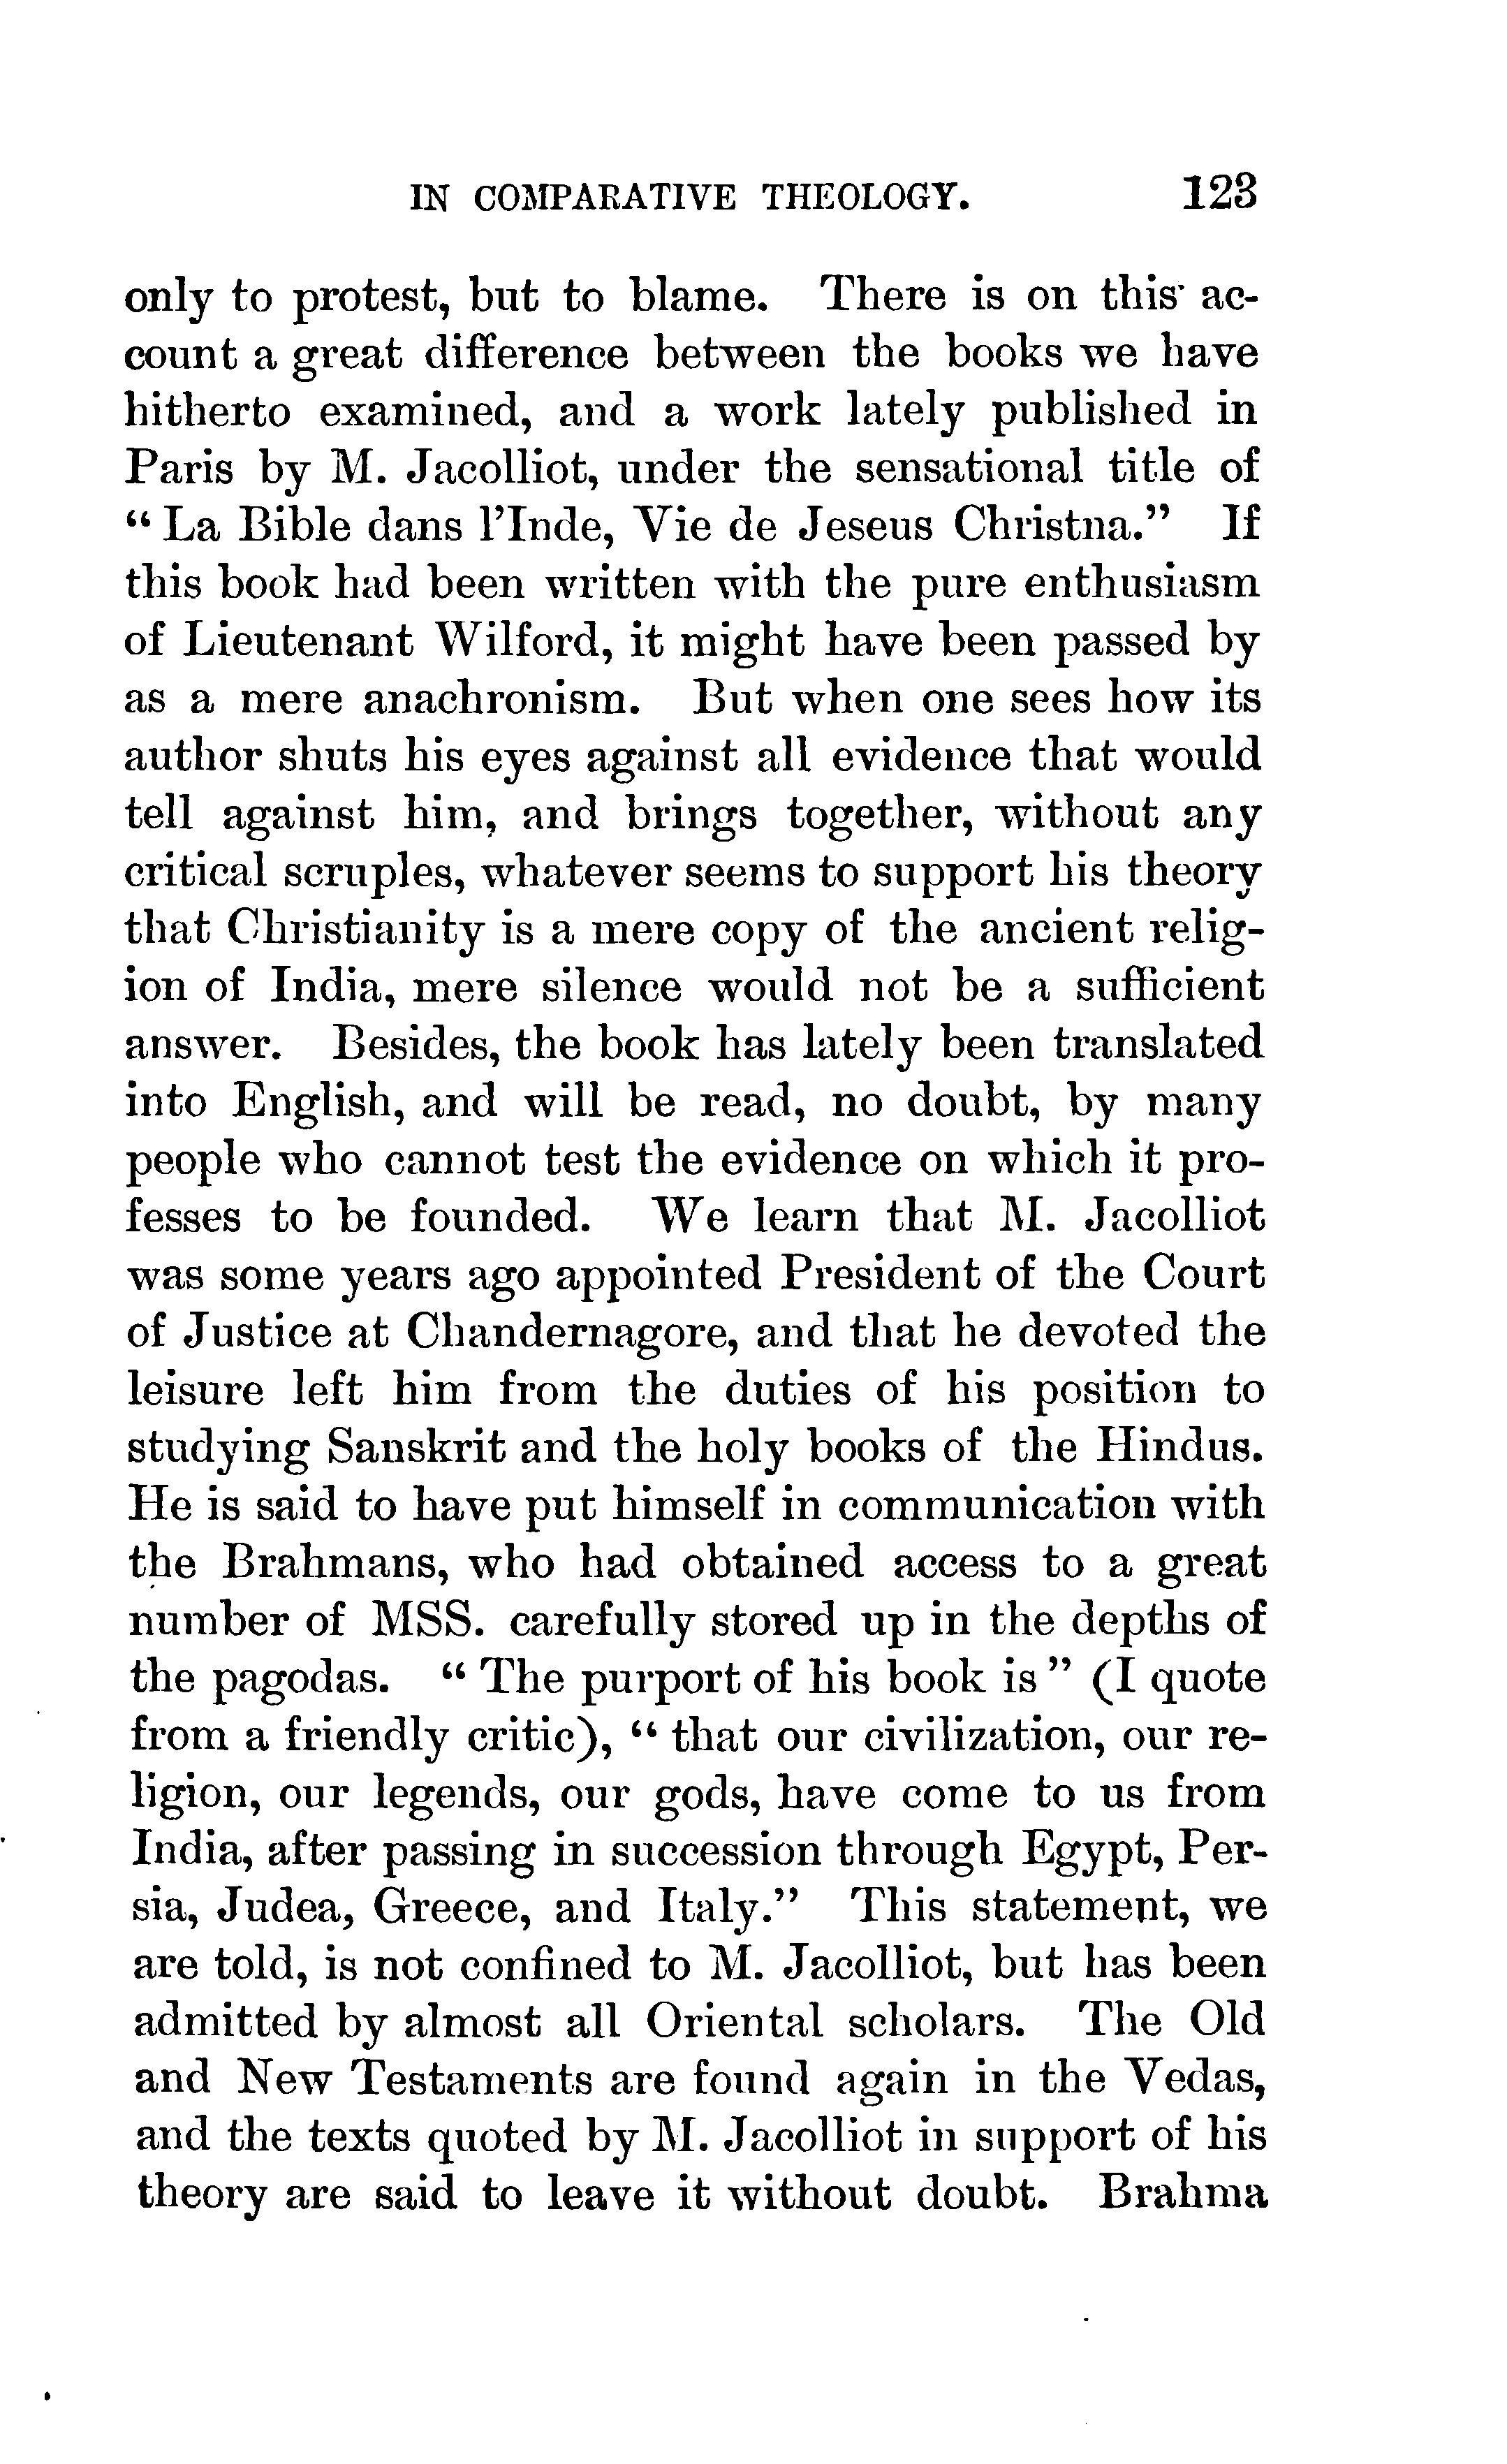 IN COMPARATIVE THEOLOGY. 123
only to protest, but to blame. There is on this ac-
count a great difference between the books we have
hitherto examined, and a work lately published in
Paris by M. Jacolliot, under the sensational title of
“La Bible dans l’Inde, Vie de Jeseus Christna.” If
this book had been written with the pure enthusiasm
of Lieutenant Wilford, it might have been passed by
as a mere anachronism. But when one sees how its
author shuts his eyes against all evidence that would
tell against him, and brings together, without any
critical scruples, whatever seems to support his theory
that Christianity is a mere copy of the ancient relig-
ion of India, mere silence would not be a sufficient
answer. Besides, the book has lately been translated
into English, and will be read, no doubt, by many
people who cannot test the evidence on which it pro-
fesses to be founded. We learn that M. Jacolliot
was some years ago appointed President of the Court
of Justice at Chandernagore, and that he devoted the
leisure left him from the duties of his position to
studying Sanskrit and the holy books of the Hindus.
He is said to have put himself in communication with
the Brahmans, who had obtained access to a great
number of MSS. carefully stored up in the depths of
the pagodas. “The purport of his book is” (I quote
from a friendly critic), “that our civilization, our re-
ligion, our legends, our gods, have come to us from
India, after passing in succession through Egypt, Per-
sia, Judea, Greece, and Italy.” This statement, we
are told, is not confined to M. Jacolliot, but has been
admitted by almost all Oriental scholars. The Old
and New Testaments are found again in the Vedas,
and the texts quoted by M. Jacolliot in support of his
theory are said to leave it without doubt. Brahma